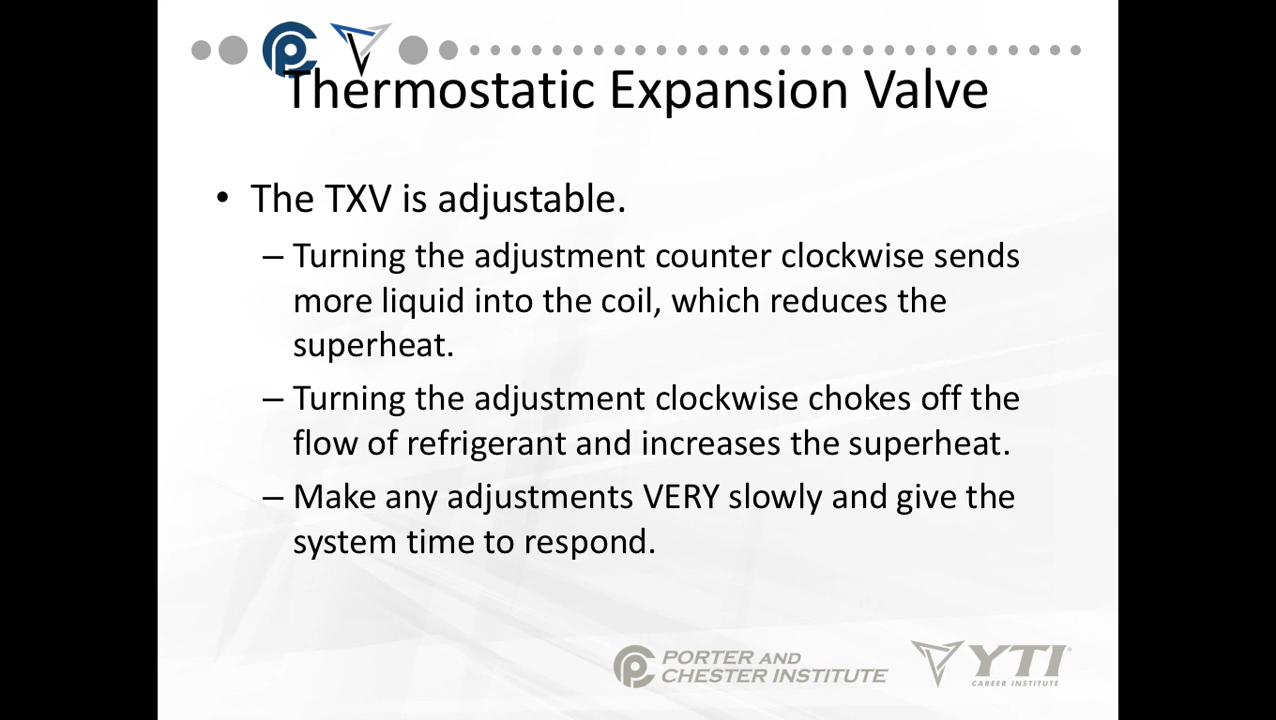 Thermostatic Expansion Valve
• The TXV is adjustable.
– Turning the adjustment counter clockwise sends
more liquid into the coil, which reduces the
superheat.
– Turning the adjustment clockwise chokes off the
flow of refrigerant and increases the superheat.
– Make any adjustments VERY slowly and give the
system time to respond.
PORTER AND
CHESTER INSTITUTE
YTI
CAREER INSTITUTE